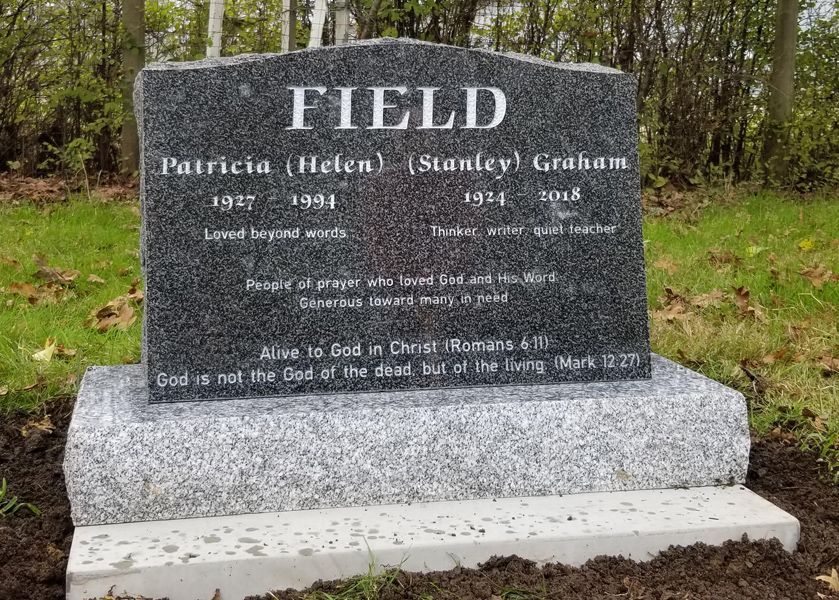 FIELD
Patricia (Helen) (Stanley) Graham
1927 - 1994 1924 - 2018
Loved beyond words Thinker, writer, quiet teacher
People of prayer who loved God and His Word
Generous toward many in need
Alive to God in Christ (Romans 6:11)
God is not the God of the dead, but of the living. (Mark 12:27)